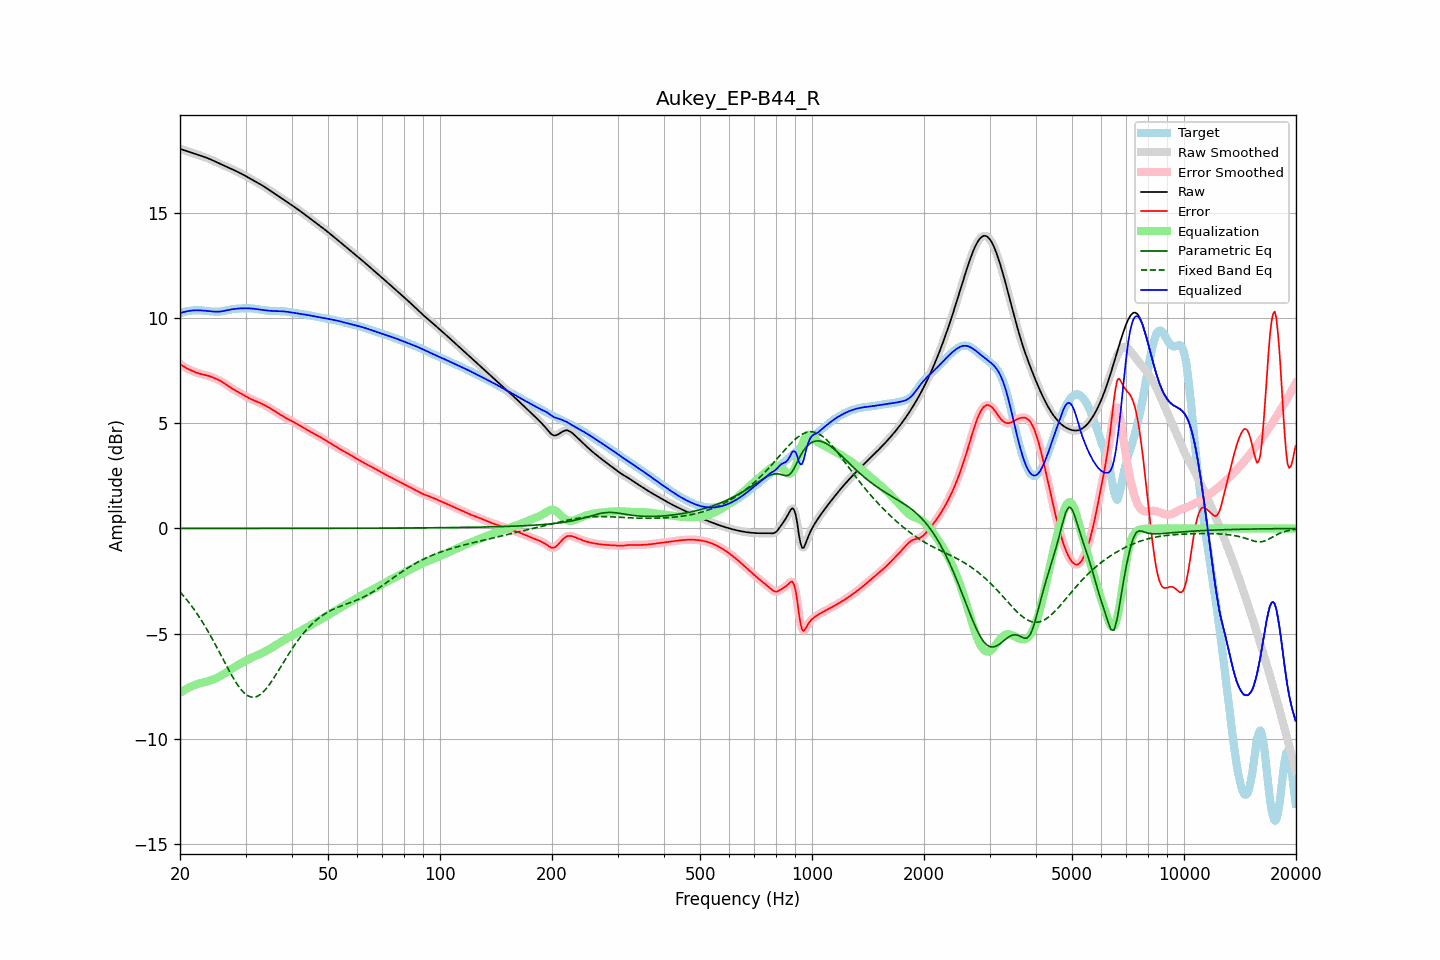 Aukey_EP-B44_R
Target
Raw Smoothed
Error Smoothed
Raw
Error
Equalization
Parametric Eq
Fixed Band Eq
Equalized
Amplitude (dBr)
15
10
5
0
−5
−10
−15
20
50
100
200
500
1000
2000
5000
10000
20000
Frequency (Hz)